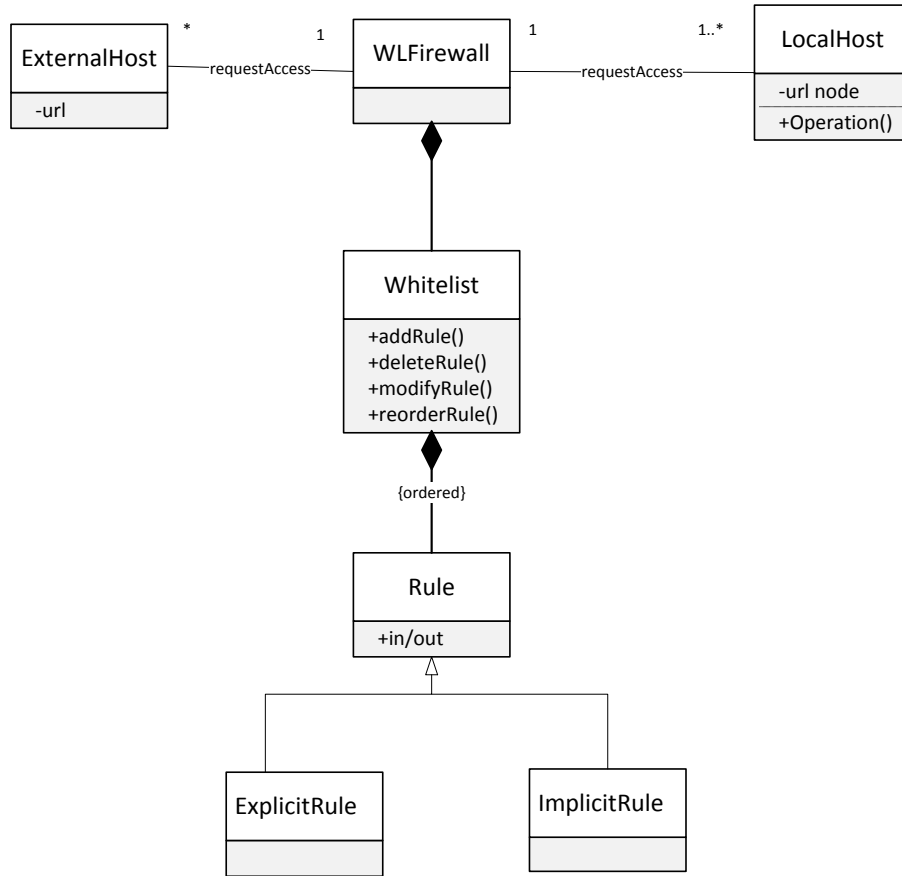 ExternalHost
-url
*
requestAccess
1
WLFirewall
1
requestAccess
1..*
LocalHost
-url node
+Operation()
Whitelist
+addRule()
+deleteRule()
+modifyRule()
+reorderRule()
{ordered}
Rule
+in/out
ExplicitRule
ImplicitRule